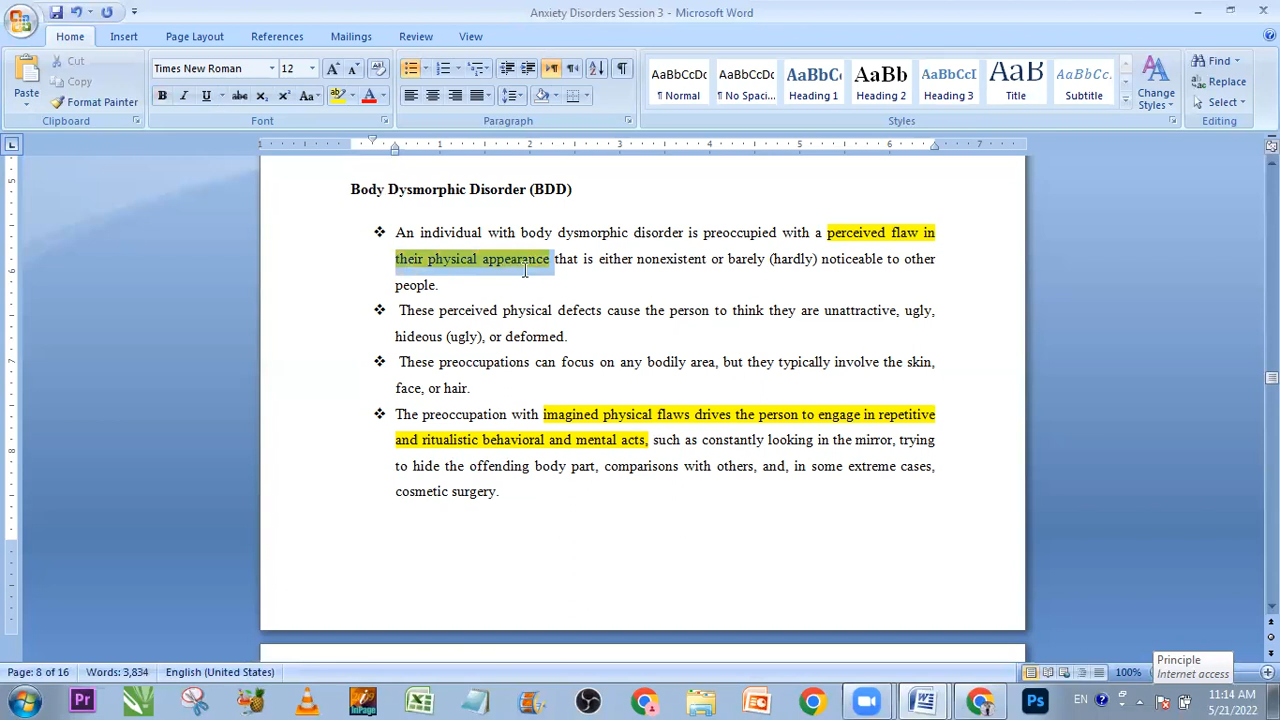 Anxiety Disorders Session 3 - Microsoft Word
Home Insert Page Layout References Mailings Review View
Cut
Copy
Format Painter
Paste
Times New Roman 12
Clipboard Font Paragraph Styles Editing
AaBbCcDc AaBbCcDc AaBbC AaBb AaBbCcI AaB AaBbCc.
¶ Normal ¶ No Spaci... Heading 1 Heading 2 Heading 3 Title Subtitle
Change
Styles
Find
Replace
Select
Body Dysmorphic Disorder (BDD)
❖ An individual with body dysmorphic disorder is preoccupied with a perceived flaw in
their physical appearance that is either nonexistent or barely (hardly) noticeable to other
people.
❖ These perceived physical defects cause the person to think they are unattractive, ugly,
hideous (ugly), or deformed.
❖ These preoccupations can focus on any bodily area, but they typically involve the skin,
face, or hair.
❖ The preoccupation with imagined physical flaws drives the person to engage in repetitive
and ritualistic behavioral and mental acts, such as constantly looking in the mirror, trying
to hide the offending body part, comparisons with others, and, in some extreme cases,
cosmetic surgery.
Page: 8 of 16 Words: 3,834 English (United States) 100%
Principle
Internet access
EN
11:14 AM
5/21/2022